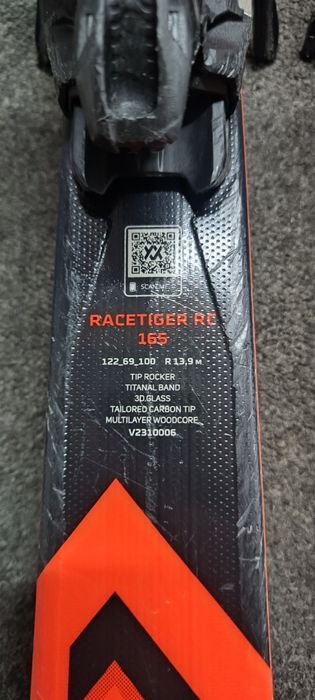 SCAN ME
RACETIGER RC
165
122_69_100 R 13,9 M
TIP ROCKER
TITANAL BAND
3D.GLASS
TAILORED CARBON TIP
MULTILAYER WOODCORE
V2310006